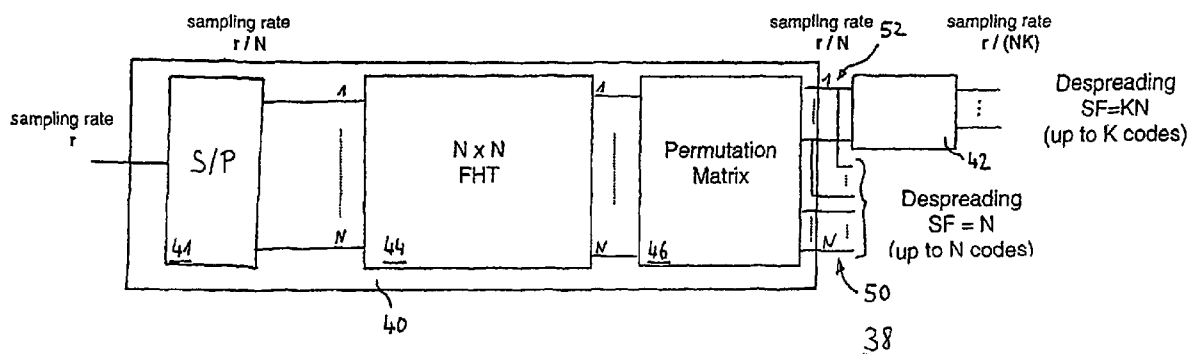 sampling rate
r / N
sampling rate
r / N
52
sampling rate
r / (NK)
sampling rate
r
S/P
41
1
N
N x N
FHT
44
1
N
Permutation
Matrix
46
1
N
42
Despreading
SF=KN
(up to K codes)
Despreading
SF = N
(up to N codes)
40
50
38